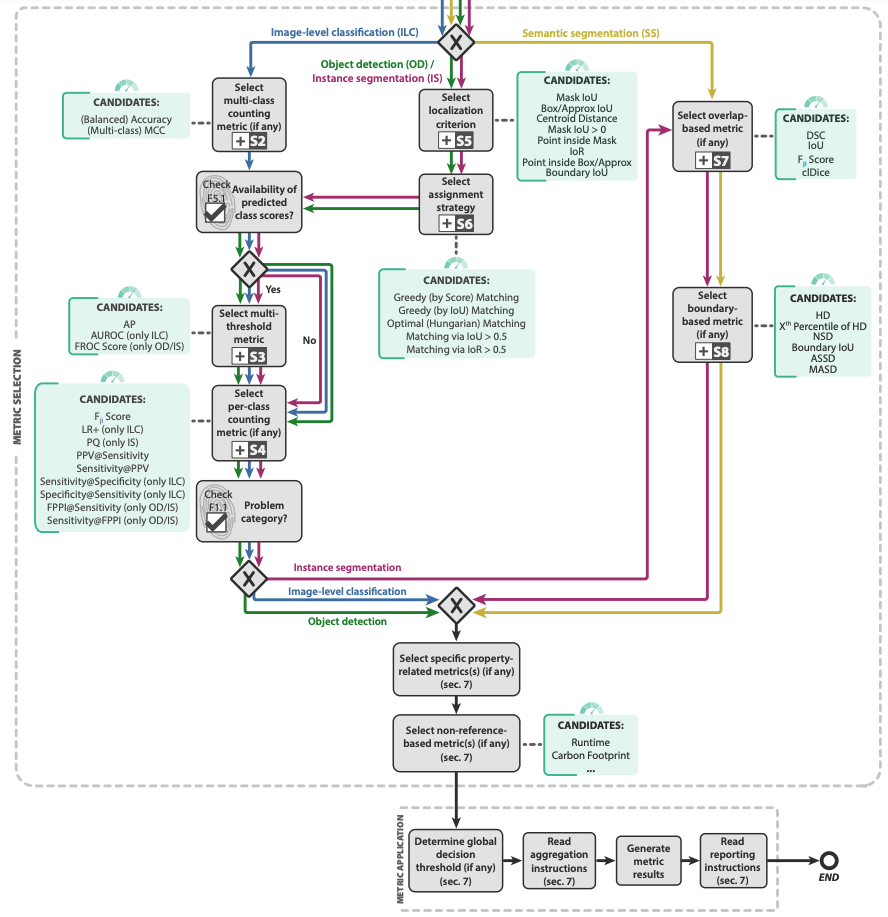 Image-level classification (ILC)
Semantic segmentation (SS)
Object detection (OD) /
Instance segmentation (IS)
X
CANDIDATES:
(Balanced) Accuracy
(Multi-class) MCC
Select
multi-class
counting
metric (if any)
+ S2
Select
localization
criterion
+ S5
CANDIDATES:
Mask IoU
Box/Approx IoU
Centroid Distance
Mask IoU > 0
Point inside Mask
IoR
Point inside Box/Approx
Boundary IoU
Select overlap-
based metric
(if any)
+ S7
CANDIDATES:
DSC
IoU
Fβ Score
clDice
Check
F5.1
Availability of
predicted
class scores?
Select
assignment
strategy
+ S6
CANDIDATES:
Greedy (by Score) Matching
Greedy (by IoU) Matching
Optimal (Hungarian) Matching
Matching via IoU > 0.5
Matching via IoR > 0.5
X
Yes
No
CANDIDATES:
AP
AUROC (only ILC)
FROC Score (only OD/IS)
Select multi-
threshold
metric
+ S3
Select
boundary-
based metric
(if any)
+ S8
CANDIDATES:
HD
Xth Percentile of HD
NSD
Boundary IoU
ASSD
MASD
METRIC SELECTION
CANDIDATES:
Fβ Score
LR+ (only ILC)
PQ (only IS)
PPV@Sensitivity
Sensitivity@PPV
Sensitivity@Specificity (only ILC)
Specificity@Sensitivity (only ILC)
FPPI@Sensitivity (only OD/IS)
Sensitivity@FPPI (only OD/IS)
Select
per-class
counting
metric (if any)
+ S4
Check
F1.1
Problem
category?
X
Instance segmentation
Image-level classification
Object detection
X
Select specific property-
related metrics(s) (if any)
(sec. 7)
Select non-reference-
based metric(s) (if any)
(sec. 7)
CANDIDATES:
Runtime
Carbon Footprint
...
METRIC APPLICATION
Determine global
decision
threshold (if any)
(sec. 7)
Read
aggregation
instructions
(sec. 7)
Generate
metric
results
Read
reporting
instructions
(sec. 7)
END